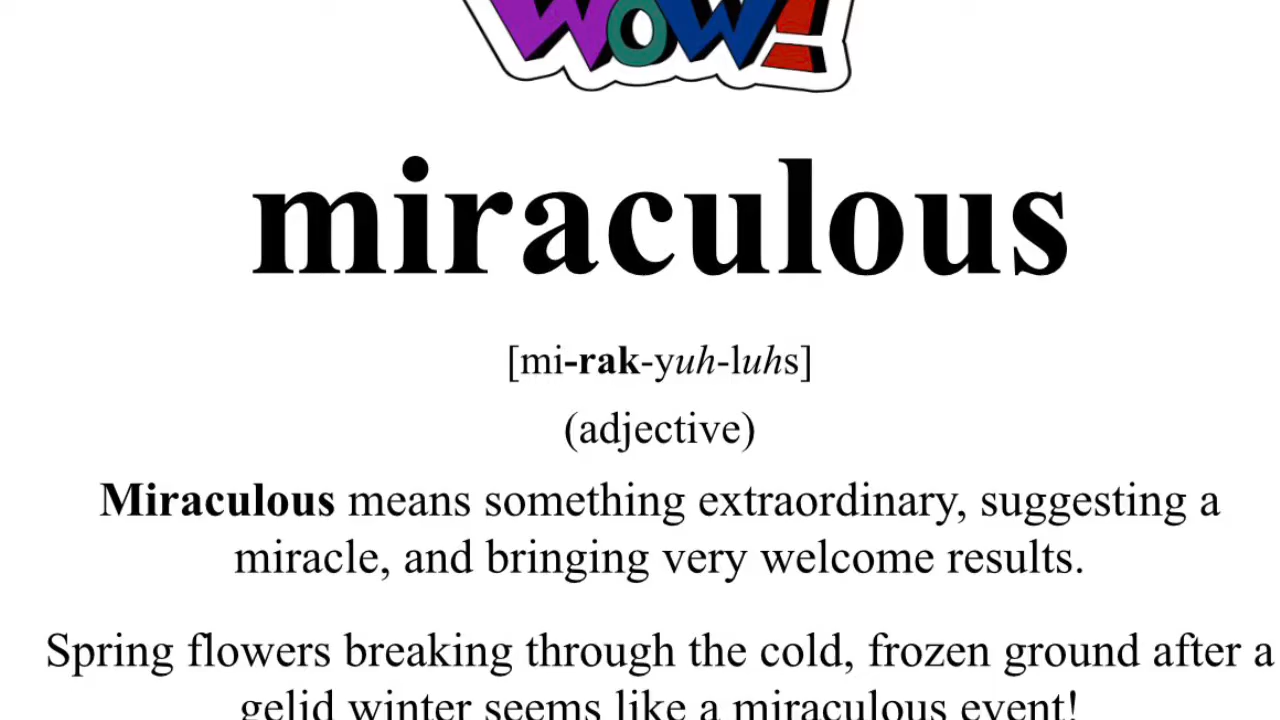 WOW!
miraculous
[mi-rak-yuh-luhs]
(adjective)
Miraculous means something extraordinary, suggesting a
miracle, and bringing very welcome results.
Spring flowers breaking through the cold, frozen ground after a
gelid winter seems like a miraculous event!